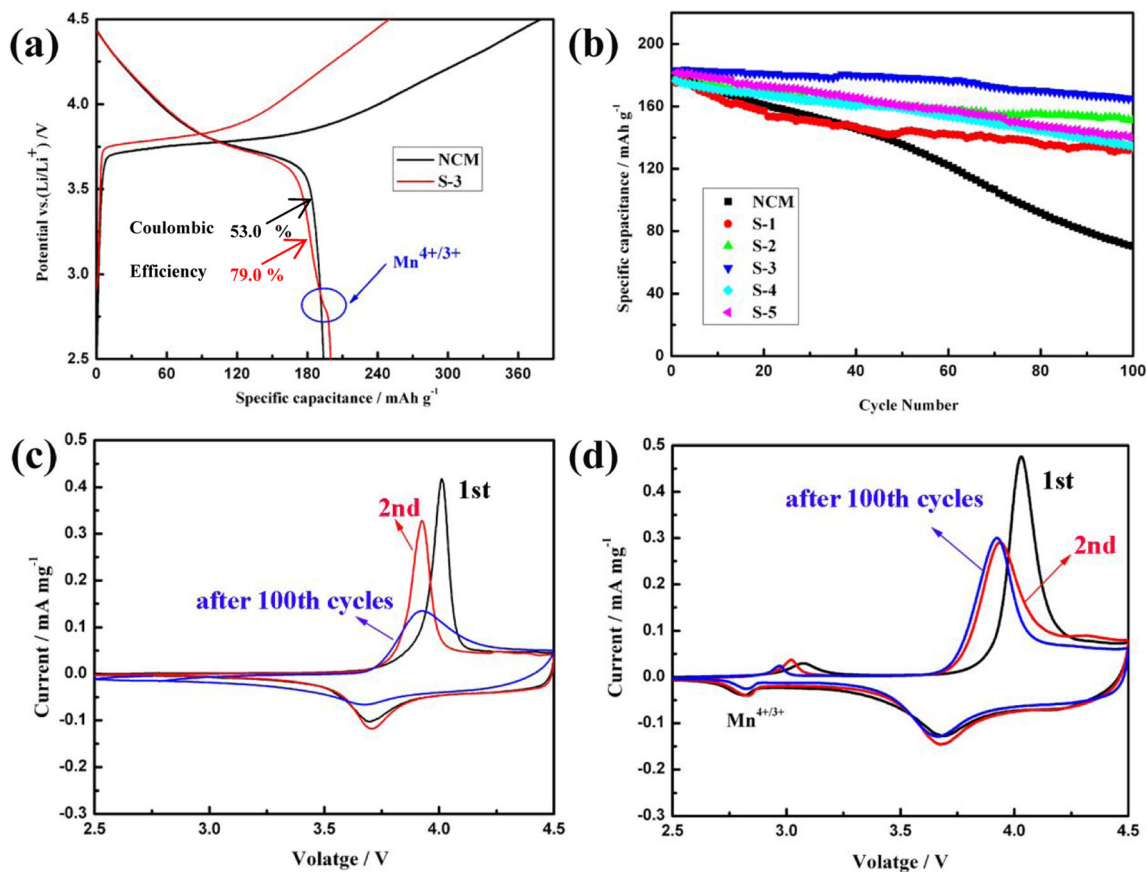 (a)
4.5
4.0
3.5
3.0
2.5
Potential vs.(Li/Li+) /V
NCM
S-3
Coulombic 53.0 %
Efficiency 79.0 %
Mn4+/3+
0 60 120 180 240 300 360
Specific capacitance / mAh g-1
(b)
200
160
120
80
40
0
Specific capacitance / mAh g-1
NCM
S-1
S-2
S-3
S-4
S-5
0 20 40 60 80 100
Cycle Number
(c)
0.5
0.4
0.3
0.2
0.1
0.0
-0.1
-0.2
-0.3
Current / mA mg-1
1st
2nd
after 100th cycles
2.5 3.0 3.5 4.0 4.5
Volatge / V
(d)
0.5
0.4
0.3
0.2
0.1
0.0
-0.1
-0.2
-0.3
Current / mA mg-1
1st
after 100th cycles
2nd
Mn4+/3+
2.5 3.0 3.5 4.0 4.5
Volatge / V